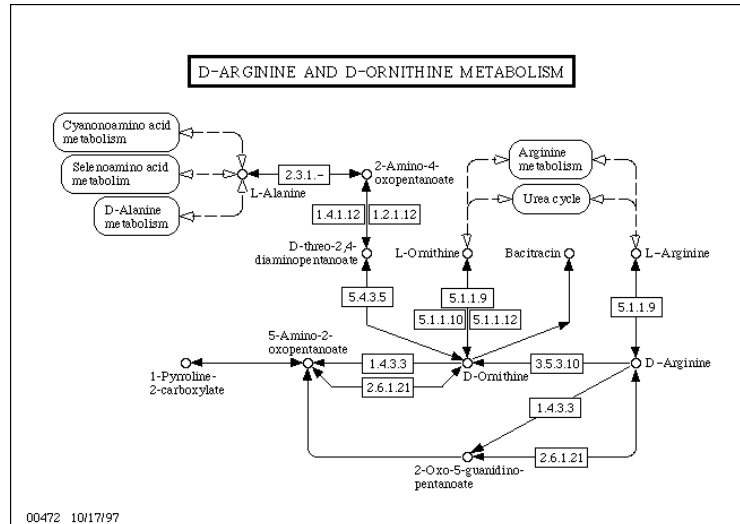 D-ARGININE AND D-ORNITHINE METABOLISM
Cyanonoamino acid
metabolism
Selenoamino acid
metabolim
D-Alanine
metabolism
L-Alanine
2.3.1.-
2-Amino-4-
oxopentanoate
Arginine
metabolism
Urea cycle
1.4.1.12
1.2.1.12
D-threo-2,4-
diaminopentanoate
L-Ornithine
Bacitracin
L-Arginine
5.4.3.5
5.1.1.9
5.1.1.10
5.1.1.12
5.1.1.9
5-Amino-2-
oxopentanoate
1-Pyrroline-
2-carboxylate
1.4.3.3
2.6.1.21
D-Ornithine
3.5.3.10
D-Arginine
1.4.3.3
2.6.1.21
2-Oxo-5-guanidino-
pentanoate
00472 10/17/97